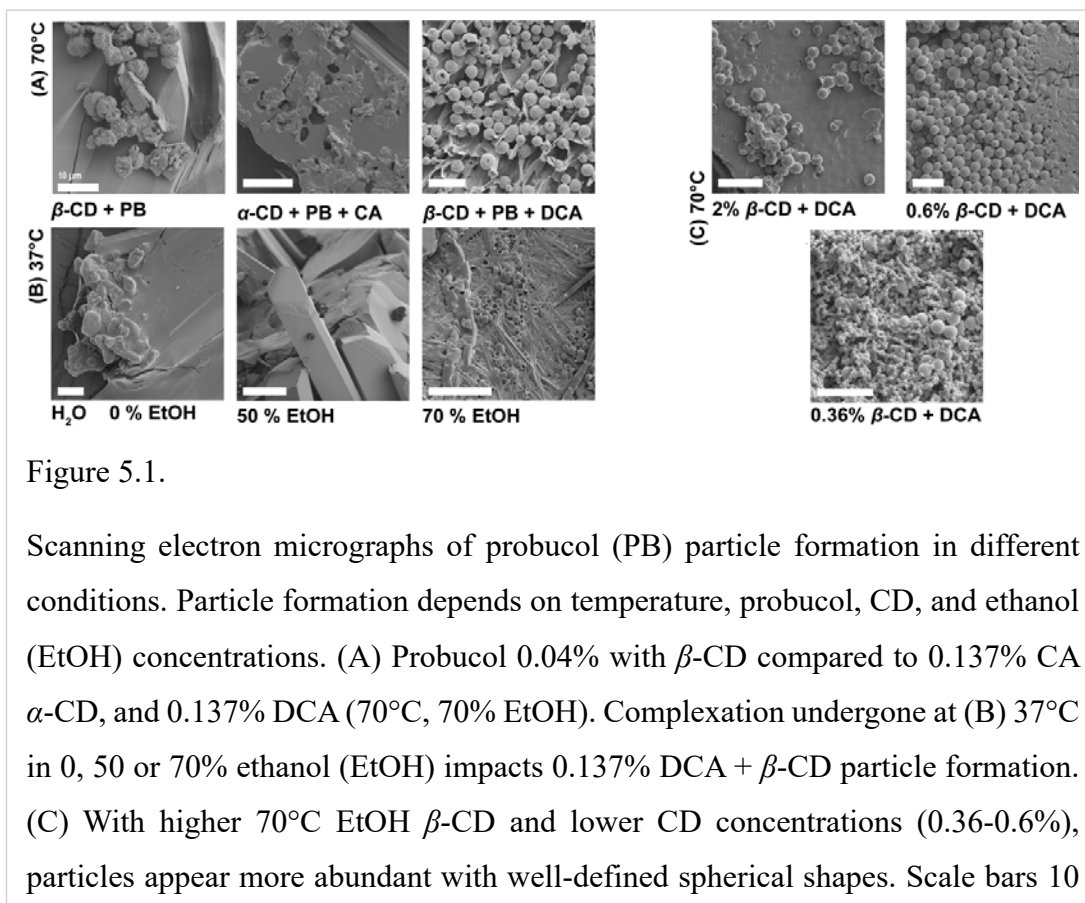 (A) 70°C
10 µm
β-CD + PB
α-CD + PB + CA
β-CD + PB + DCA
(B) 37°C
H₂O 0 % EtOH
50 % EtOH
70 % EtOH
(C) 70°C
2% β-CD + DCA
0.6% β-CD + DCA
0.36% β-CD + DCA
Figure 5.1.
Scanning electron micrographs of probucol (PB) particle formation in different
conditions. Particle formation depends on temperature, probucol, CD, and ethanol
(EtOH) concentrations. (A) Probucol 0.04% with β-CD compared to 0.137% CA
α-CD, and 0.137% DCA (70°C, 70% EtOH). Complexation undergone at (B) 37°C
in 0, 50 or 70% ethanol (EtOH) impacts 0.137% DCA + β-CD particle formation.
(C) With higher 70°C EtOH β-CD and lower CD concentrations (0.36-0.6%),
particles appear more abundant with well-defined spherical shapes. Scale bars 10